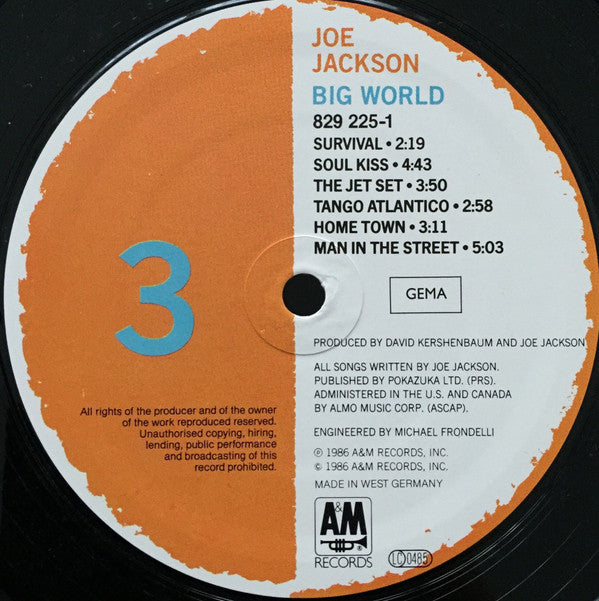 JOE
JACKSON
BIG WORLD
829 225-1
SURVIVAL • 2:19
SOUL KISS • 4:43
THE JET SET • 3:50
TANGO ATLANTICO • 2:58
HOME TOWN • 3:11
MAN IN THE STREET • 5:03
3
GEMA
PRODUCED BY DAVID KERSHENBAUM AND JOE JACKSON
ALL SONGS WRITTEN BY JOE JACKSON.
PUBLISHED BY POKAZUKA LTD. (PRS).
ADMINISTERED IN THE U.S. AND CANADA
BY ALMO MUSIC CORP. (ASCAP).
ENGINEERED BY MICHAEL FRONDELLI
℗ 1986 A&M RECORDS, INC.
© 1986 A&M RECORDS, INC.
MADE IN WEST GERMANY
All rights of the producer and of the owner
of the work reproduced reserved.
Unauthorised copying, hiring,
lending, public performance
and broadcasting of this
record prohibited.
A&M
®
RECORDS
LC 0485